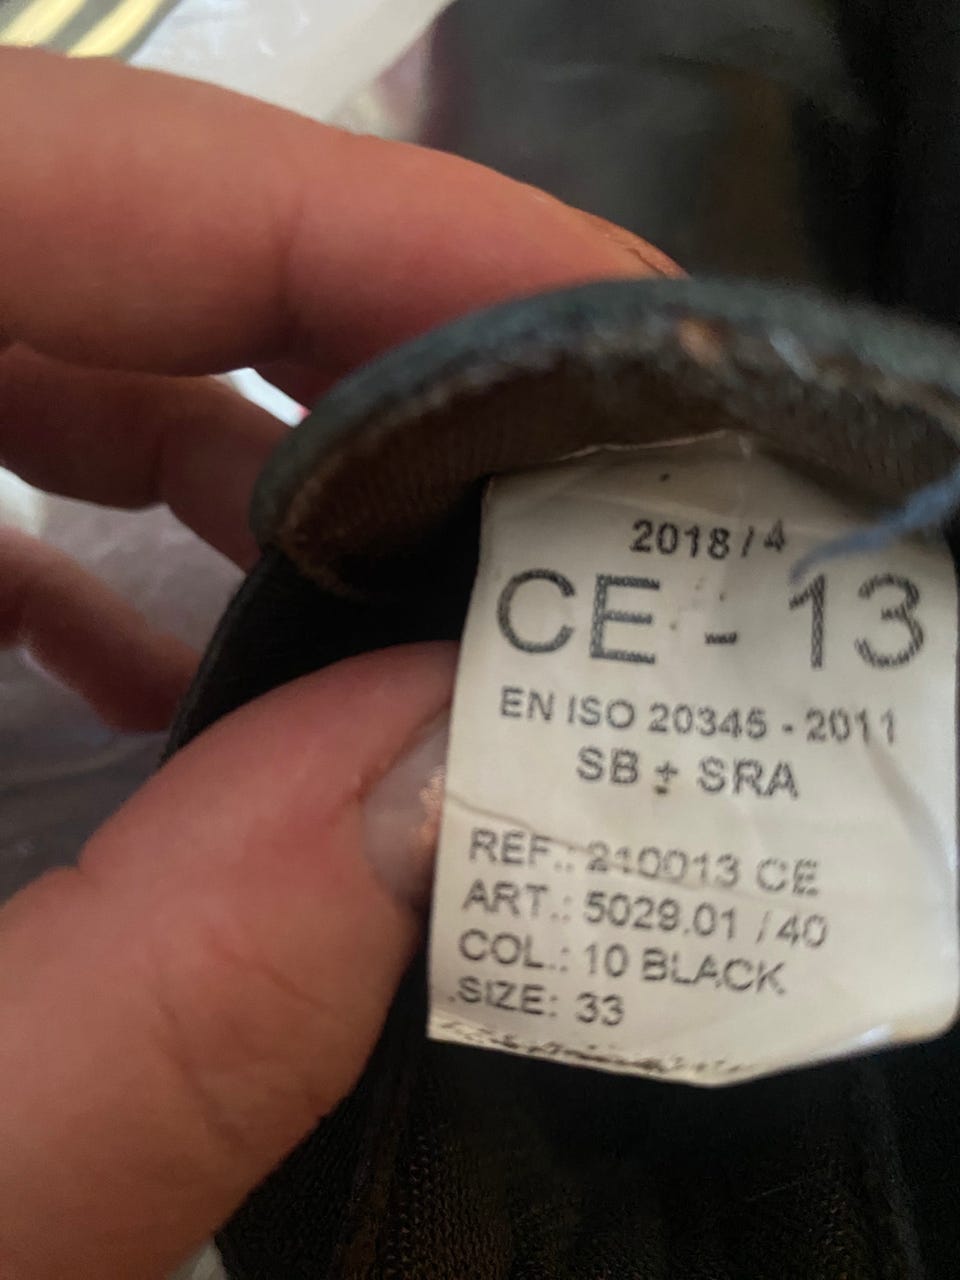 2018 / 4
CE - 13
EN ISO 20345 - 2011
SB + SRA
REF.: 210013 CE
ART.: 5029.01 / 40
COL.: 10 BLACK
SIZE: 33